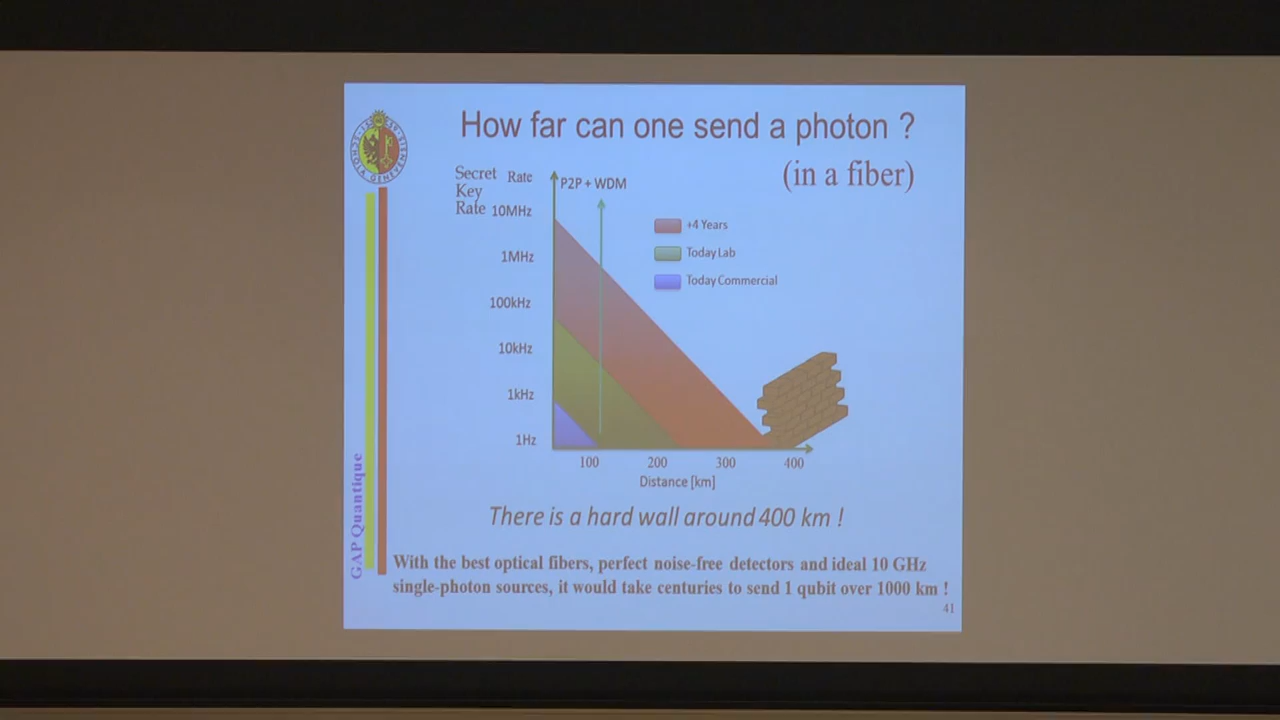 How far can one send a photon ?
(in a fiber)
Secret Rate
Key
Rate
P2P + WDM
10MHz
1MHz
100kHz
10kHz
1kHz
1Hz
+4 Years
Today Lab
Today Commercial
100 200 300 400
Distance [km]
There is a hard wall around 400 km !
GAP Quantique
With the best optical fibers, perfect noise-free detectors and ideal 10 GHz
single-photon sources, it would take centuries to send 1 qubit over 1000 km !
41